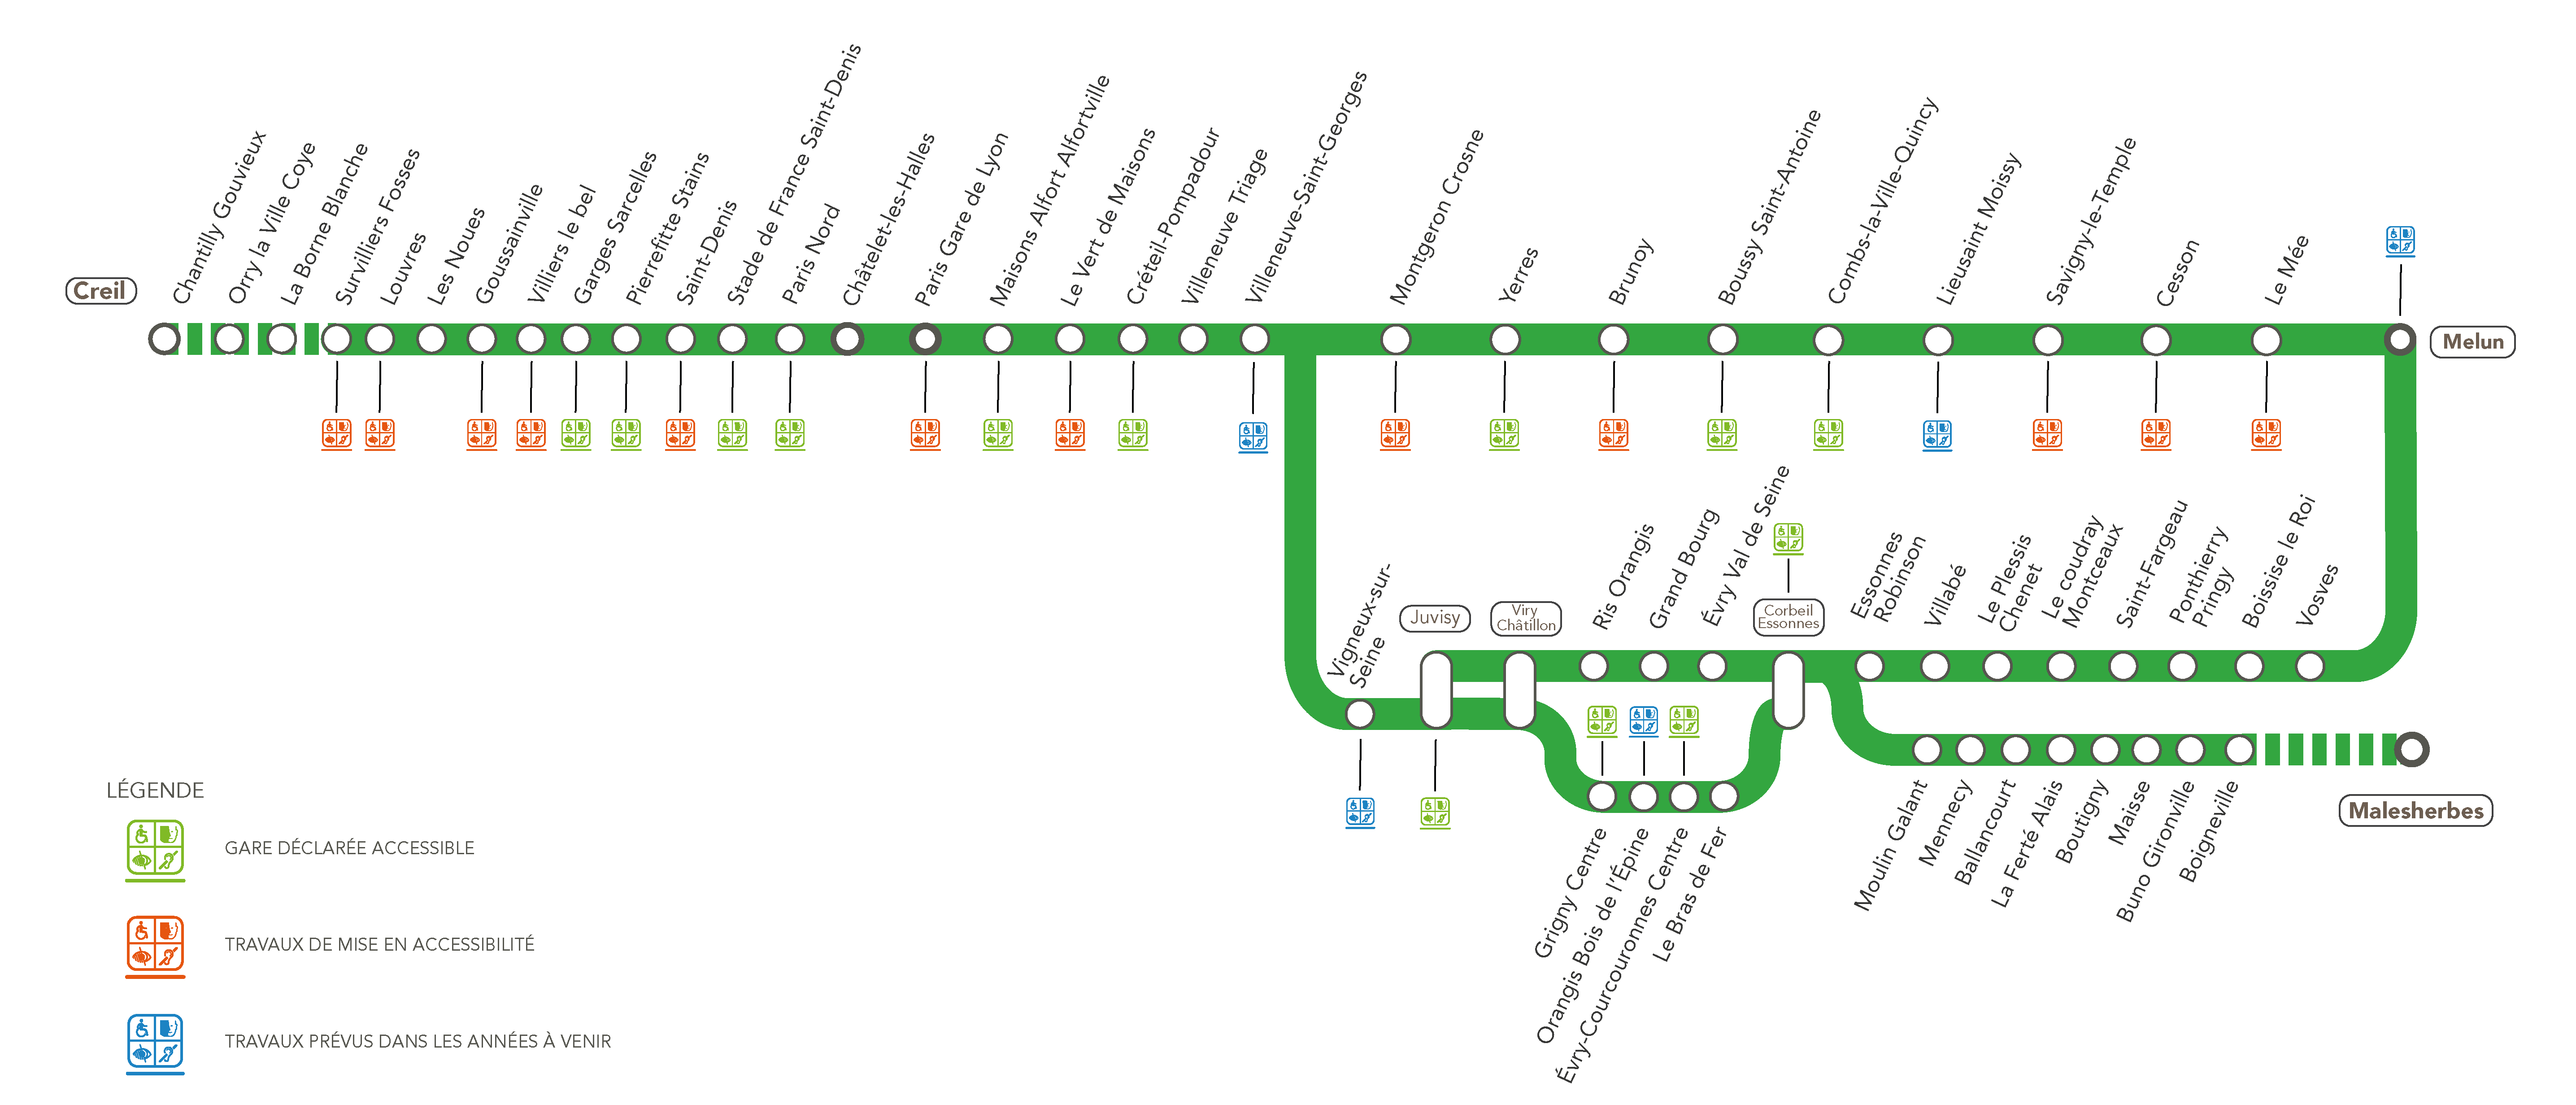 Creil
Chantilly Gouvieux
Orry la Ville Coye
La Borne Blanche
Survilliers Fosses
Louvres
Les Noues
Goussainville
Villiers le bel
Garges Sarcelles
Pierrefitte Stains
Saint-Denis
Stade de France Saint-Denis
Paris Nord
Châtelet-les-Halles
Paris Gare de Lyon
Maisons Alfort Alfortville
Le Vert de Maisons
Créteil-Pompadour
Villeneuve Triage
Villeneuve-Saint-Georges
Montgeron Crosne
Yerres
Brunoy
Boussy Saint-Antoine
Combs-la-Ville-Quincy
Lieusaint Moissy
Savigny-le-Temple
Cesson
Le Mée
Melun
Vigneux-sur-
Seine
Juvisy
Viry
Châtillon
Ris Orangis
Grand Bourg
Évry Val de Seine
Corbeil
Essonnes
Essonnes
Robinson
Villabé
Le Plessis
Chenet
Le coudray
Montceaux
Saint-Fargeau
Ponthierry
Pringy
Boissise le Roi
Vosves
Grigny Centre
Orangis Bois de l'Épine
Évry-Courcouronnes Centre
Le Bras de Fer
Moulin Galant
Mennecy
Ballancourt
La Ferté Alais
Boutigny
Maisse
Buno Gironville
Boigneville
Malesherbes
LÉGENDE
GARE DÉCLARÉE ACCESSIBLE
TRAVAUX DE MISE EN ACCESSIBILITÉ
TRAVAUX PRÉVUS DANS LES ANNÉES À VENIR